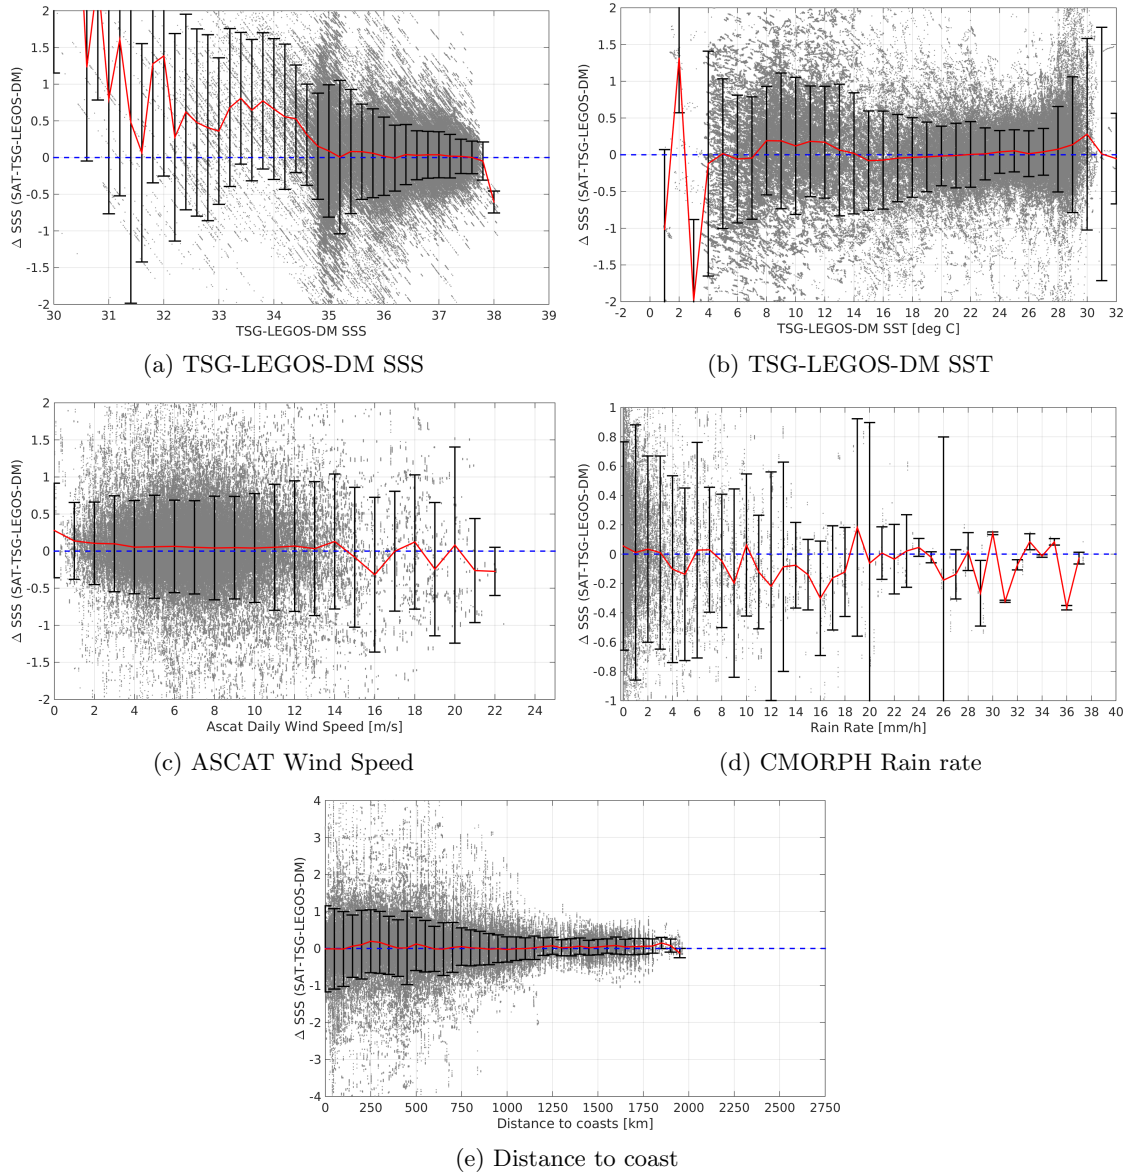 2
1.5
1
0.5
0
-0.5
-1
-1.5
-2
Δ SSS (SAT-TSG-LEGOS-DM)
30 31 32 33 34 35 36 37 38 39
TSG-LEGOS-DM SSS
(a) TSG-LEGOS-DM SSS
2
1.5
1
0.5
0
-0.5
-1
-1.5
-2
Δ SSS (SAT-TSG-LEGOS-DM)
-2 0 2 4 6 8 10 12 14 16 18 20 22 24 26 28 30 32
TSG-LEGOS-DM SST [deg C]
(b) TSG-LEGOS-DM SST
2
1.5
1
0.5
0
-0.5
-1
-1.5
-2
Δ SSS (SAT-TSG-LEGOS-DM)
0 2 4 6 8 10 12 14 16 18 20 22 24
Ascat Daily Wind Speed [m/s]
(c) ASCAT Wind Speed
1
0.8
0.6
0.4
0.2
0
-0.2
-0.4
-0.6
-0.8
-1
Δ SSS (SAT-TSG-LEGOS-DM)
0 2 4 6 8 10 12 14 16 18 20 22 24 26 28 30 32 34 36 38 40
Rain Rate [mm/h]
(d) CMORPH Rain rate
4
3
2
1
0
-1
-2
-3
-4
Δ SSS (SAT-TSG-LEGOS-DM)
0 250 500 750 1000 1250 1500 1750 2000 2250 2500 2750
Distance to coasts [km]
(e) Distance to coast